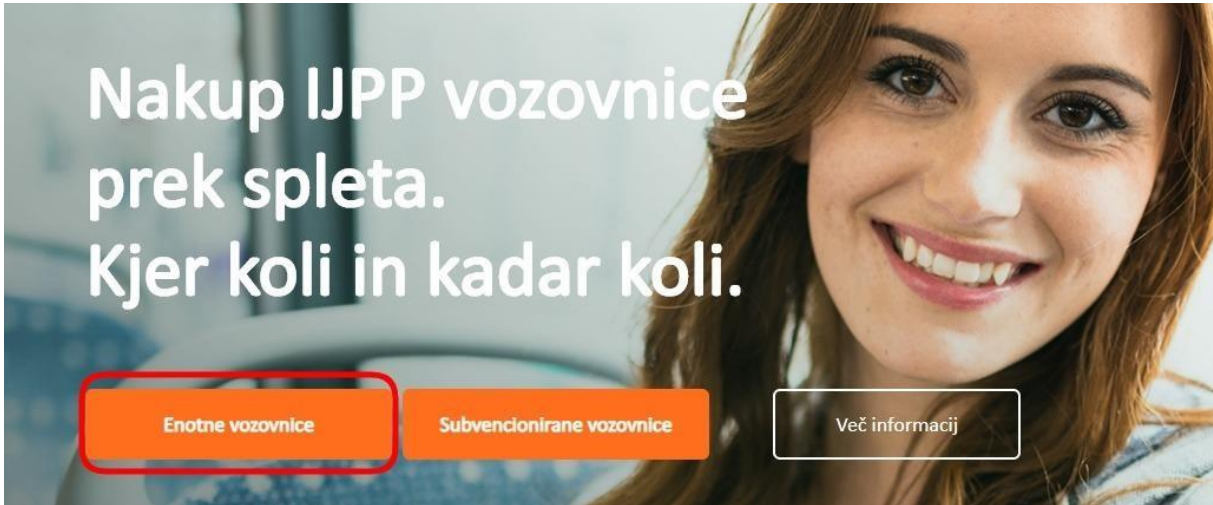 Nakup IJPP vozovnice
prek spleta.
Kjer koli in kadar koli.
Enotne vozovnice
Subvencionirane vozovnice
Več informacij